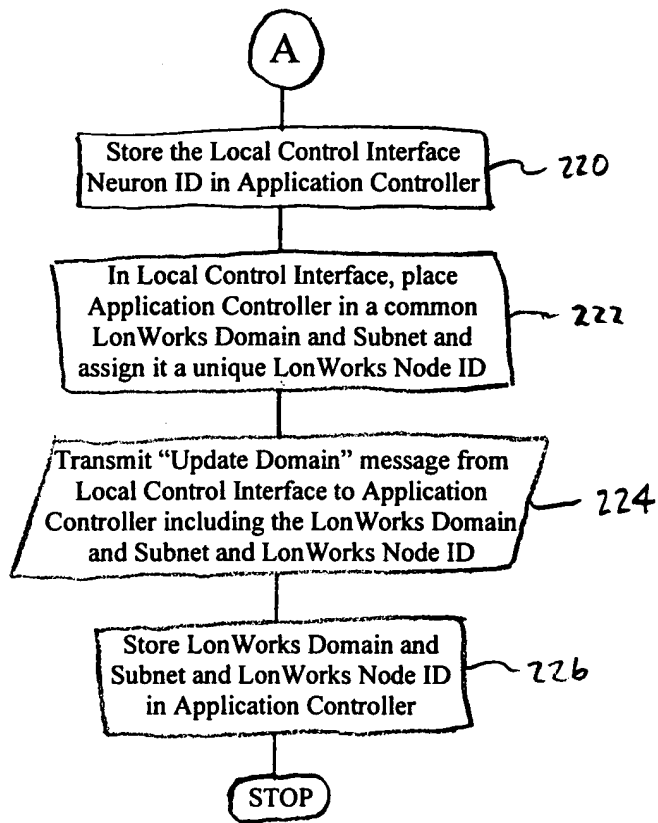 A
Store the Local Control Interface
Neuron ID in Application Controller
220
In Local Control Interface, place
Application Controller in a common
LonWorks Domain and Subnet and
assign it a unique LonWorks Node ID
222
Transmit “Update Domain” message from
Local Control Interface to Application
Controller including the LonWorks Domain
and Subnet and LonWorks Node ID
224
Store LonWorks Domain and
Subnet and LonWorks Node ID
in Application Controller
226
STOP